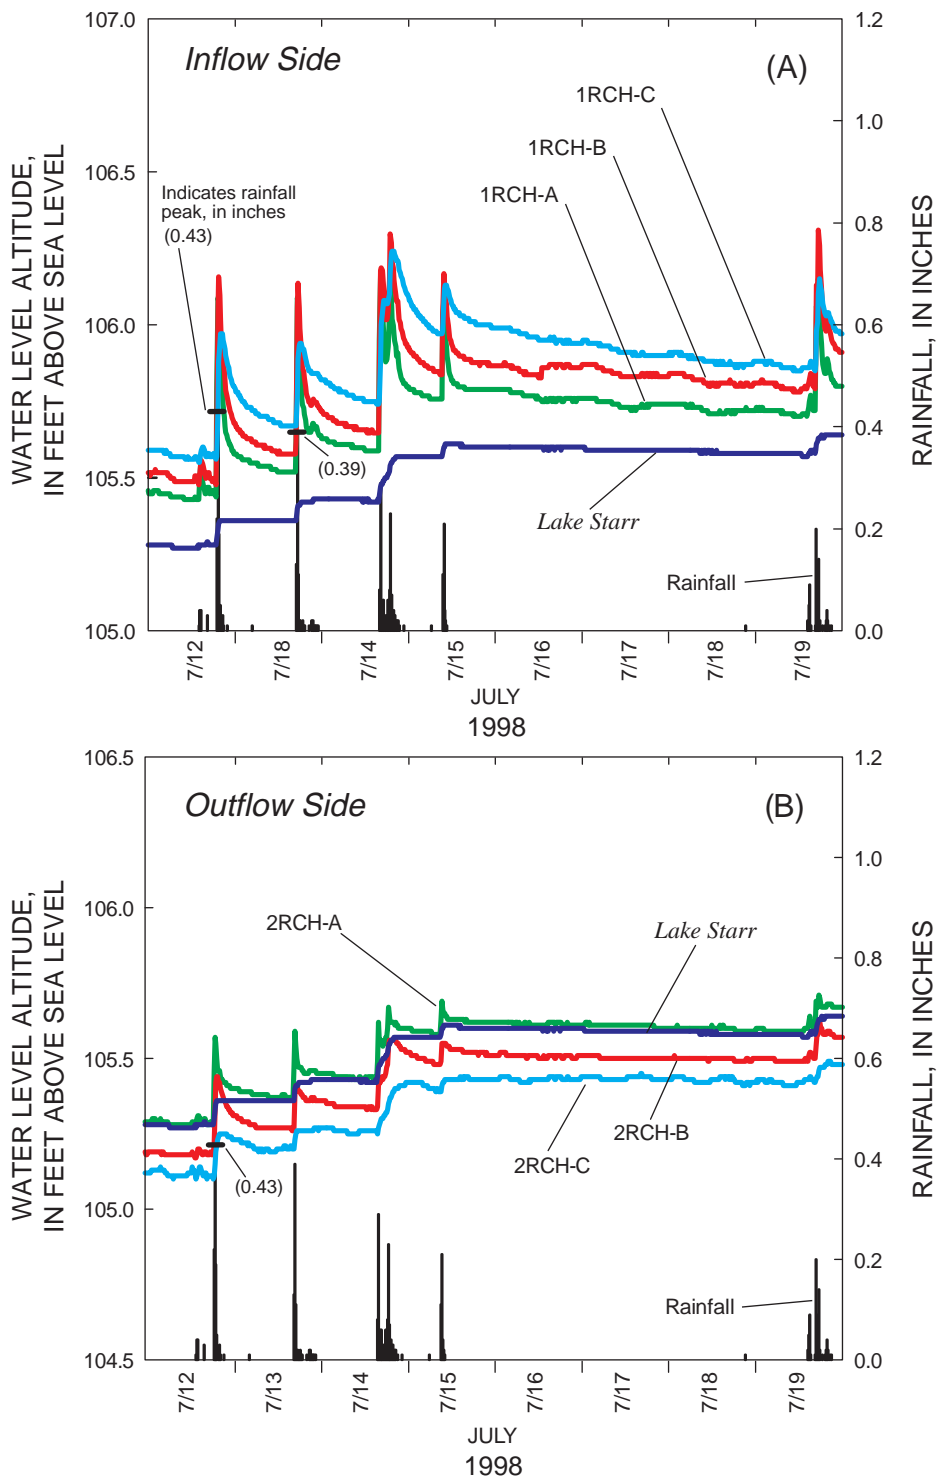 Inflow Side
(A)
107.0
106.5
106.0
105.5
105.0
WATER LEVEL ALTITUDE,
IN FEET ABOVE SEA LEVEL
1.2
1.0
0.8
0.6
0.4
0.2
0.0
RAINFALL, IN INCHES
1RCH-C
1RCH-B
1RCH-A
Indicates rainfall
peak, in inches
(0.43)
(0.39)
Lake Starr
Rainfall
7/12
7/18
7/14
7/15
7/16
7/17
7/18
7/19
JULY
1998
Outflow Side
(B)
106.5
106.0
105.5
105.0
104.5
WATER LEVEL ALTITUDE,
IN FEET ABOVE SEA LEVEL
1.2
1.0
0.8
0.6
0.4
0.2
0.0
RAINFALL, IN INCHES
2RCH-A
Lake Starr
2RCH-B
2RCH-C
(0.43)
Rainfall
7/12
7/13
7/14
7/15
7/16
7/17
7/18
7/19
JULY
1998